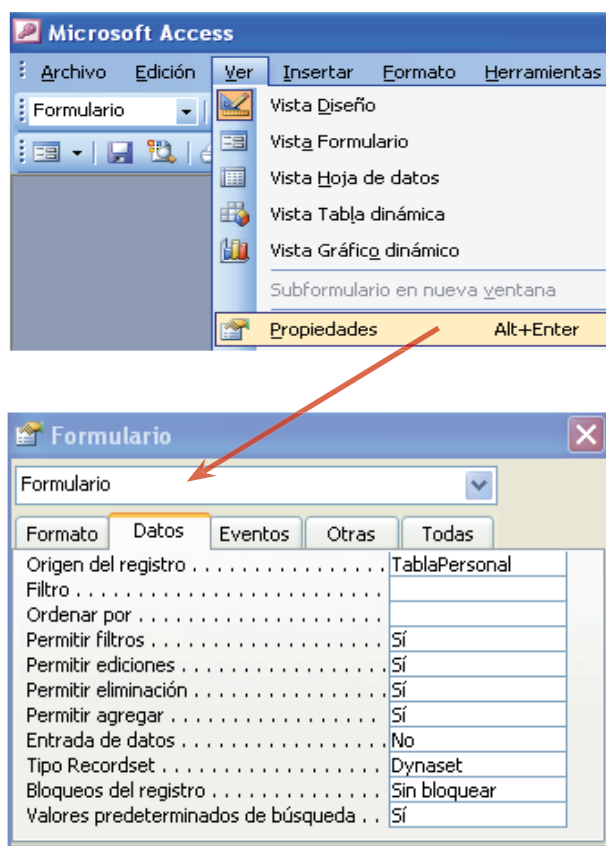 Microsoft Acce
Archivo Edición Ver Insertar Formato Herramientas
Formulario
Vista Diseño
Vista Formulario
Vista Hoja de datos
Vista Tabla dinámica
Vista Gráfico dinámico
Subformulario en nueva ventana
Propiedades Alt+Enter
Formulario
Formulario
Formato Datos Eventos Otras Todas
Origen del registro . . . . . . . . . . . . . . . . . TablaPersonal
Filtro . . . . . . . . . . . . . . . . . . . . . . . . . . .
Ordenar por . . . . . . . . . . . . . . . . . . . . . .
Permitir filtros . . . . . . . . . . . . . . . . . . . . . Sí
Permitir ediciones . . . . . . . . . . . . . . . . . . Sí
Permitir eliminación . . . . . . . . . . . . . . . . . Sí
Permitir agregar . . . . . . . . . . . . . . . . . . . Sí
Entrada de datos . . . . . . . . . . . . . . . . . . No
Tipo Recordset . . . . . . . . . . . . . . . . . . . . Dynaset
Bloqueos del registro . . . . . . . . . . . . . . . Sin bloquear
Valores predeterminados de búsqueda . . Sí